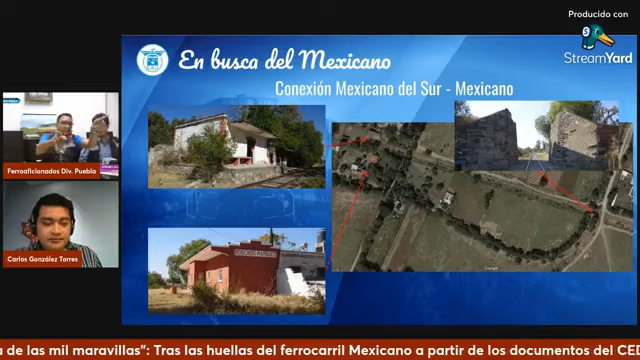 Producido con
StreamYard
En busca del Mexicano
Conexión Mexicano del Sur - Mexicano
Ferroaficionados Div. Puebla
Carlos González Torres
Google
a de las mil maravillas": Tras las huellas del ferrocarril Mexicano a partir de los documentos del CED